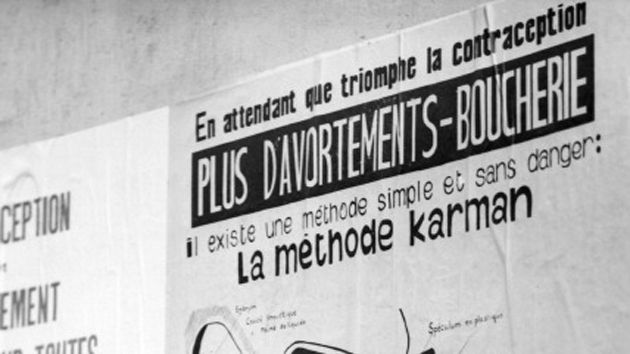 En attendant que triomphe la contraception
PLUS D'AVORTEMENTS-BOUCHERIE
il existe une méthode simple et sans danger:
La méthode Karman
Spéculum en plastique
CEPTION
EMENT
TOUTES